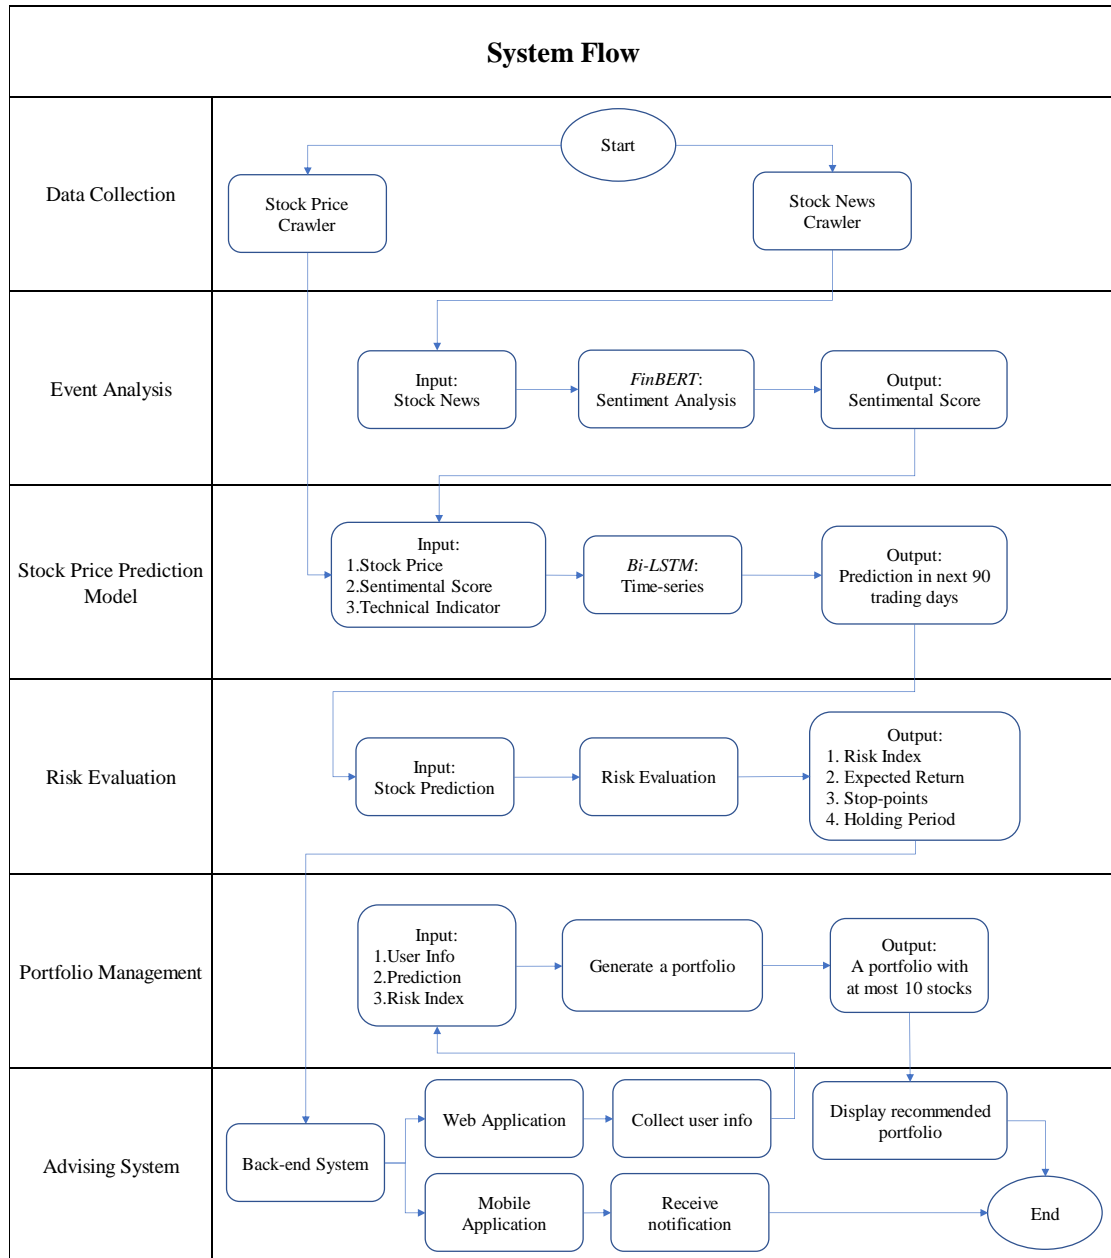 System Flow
Data Collection
Start
Stock Price
Crawler
Stock News
Crawler
Event Analysis
Input:
Stock News
FinBERT:
Sentiment Analysis
Output:
Sentimental Score
Stock Price Prediction
Model
Input:
1.Stock Price
2.Sentimental Score
3.Technical Indicator
Bi-LSTM:
Time-series
Output:
Prediction in next 90
trading days
Risk Evaluation
Input:
Stock Prediction
Risk Evaluation
Output:
1. Risk Index
2. Expected Return
3. Stop-points
4. Holding Period
Portfolio Management
Input:
1.User Info
2.Prediction
3.Risk Index
Generate a portfolio
Output:
A portfolio with
at most 10 stocks
Advising System
Back-end System
Web Application
Collect user info
Display recommended
portfolio
Mobile
Application
Receive
notification
End